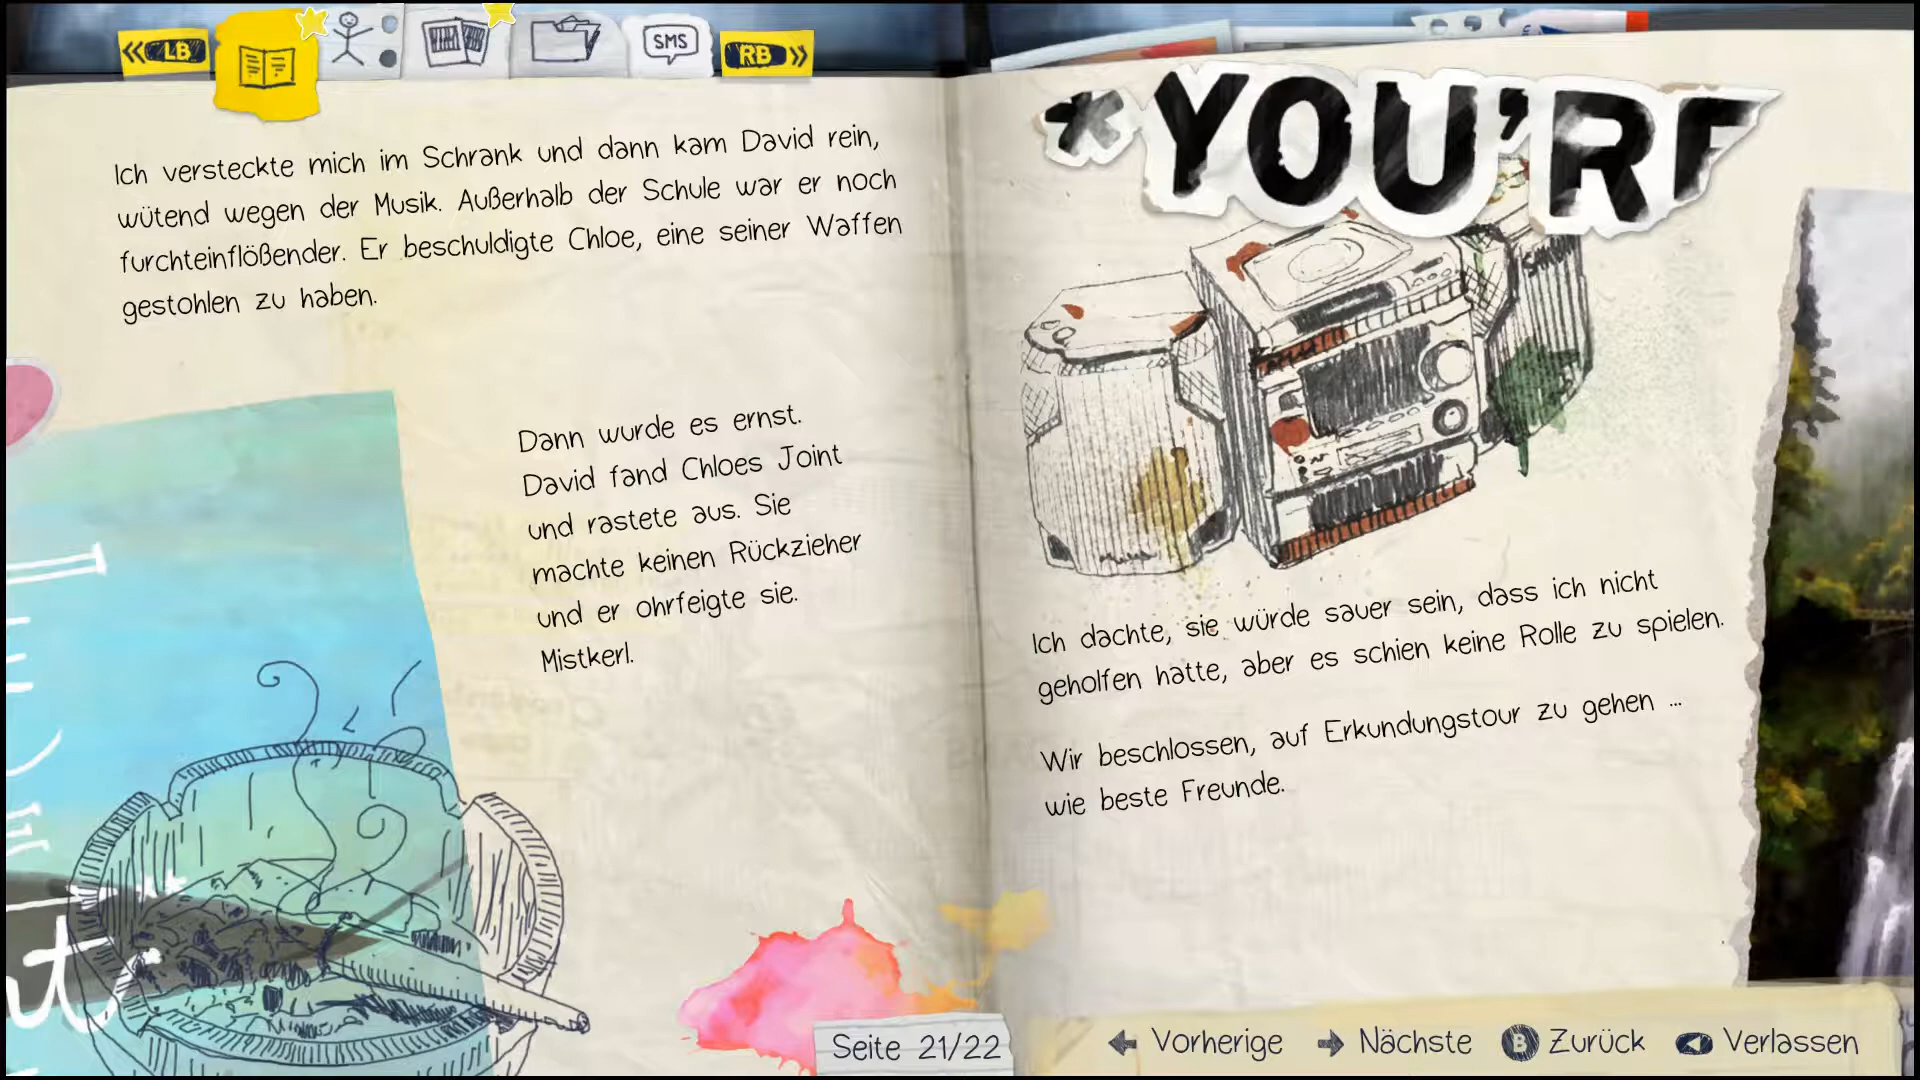 LB
SMS
RB
Ich versteckte mich im Schrank und dann kam David rein,
wütend wegen der Musik. Außerhalb der Schule war er noch
furchteinflößender. Er beschuldigte Chloe, eine seiner Waffen
gestohlen zu haben.
Dann wurde es ernst.
David fand Chloes Joint
und rastete aus. Sie
machte keinen Rückzieher
und er ohrfeigte sie.
Mistkerl.
*YOU'RE
Ich dachte, sie würde sauer sein, dass ich nicht
geholfen hatte, aber es schien keine Rolle zu spielen.
Wir beschlossen, auf Erkundungstour zu gehen ...
wie beste Freunde.
Seite 21/22
Vorherige Nächste B Zurück Verlassen